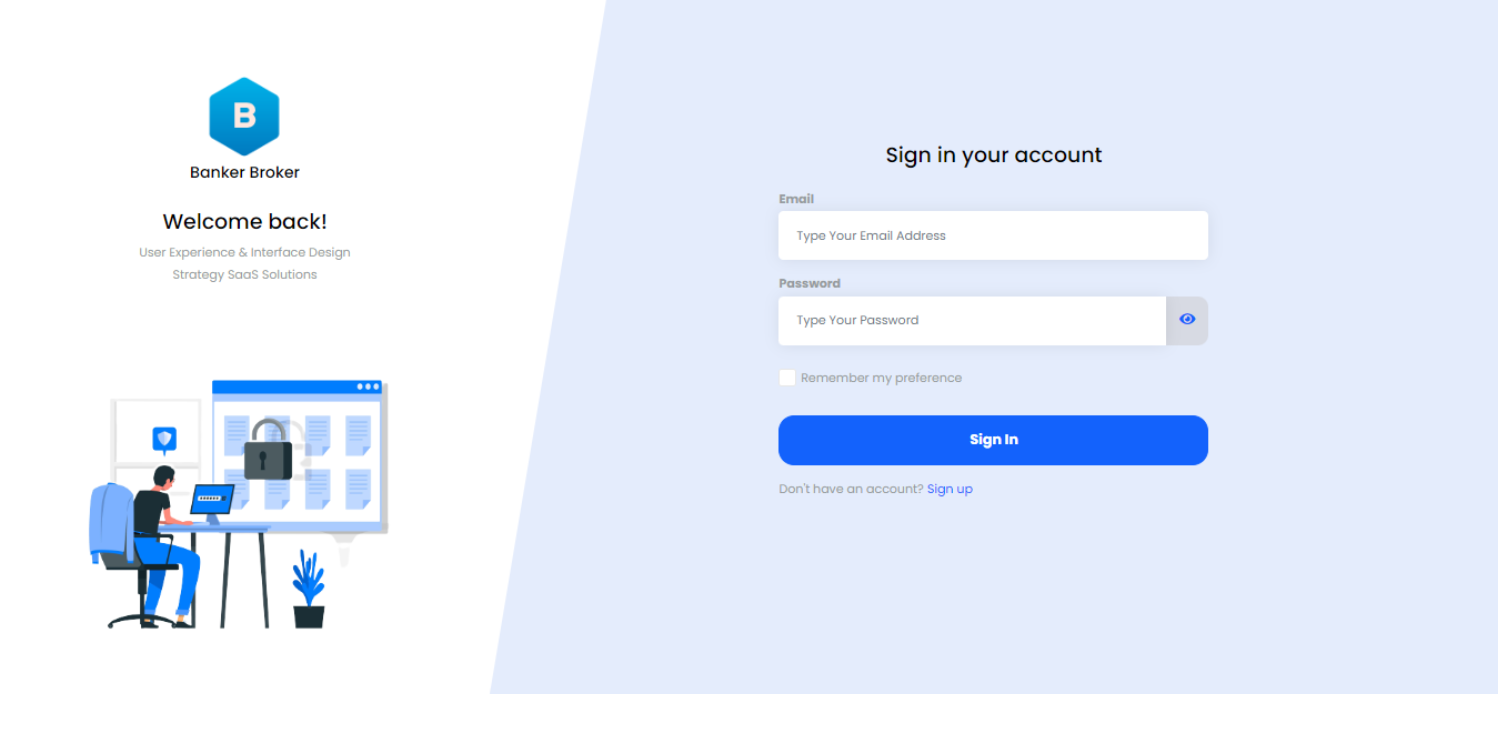 B
Banker Broker
Welcome back!
User Experience & Interface Design
Strategy SaaS Solutions
Sign in your account
Email
Type Your Email Address
Password
Type Your Password
Remember my preference
Sign In
Don't have an account? Sign up